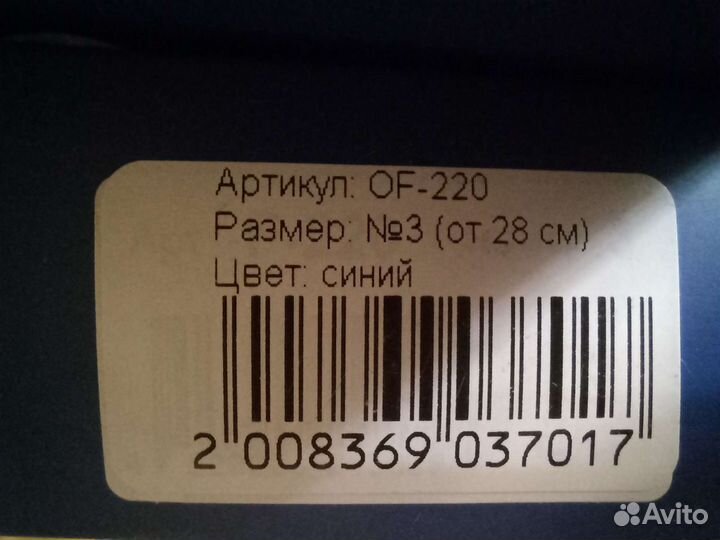 Артикул: OF-220
Размер: №3 (от 28 см)
Цвет: синий
2 008369 037017
Avito